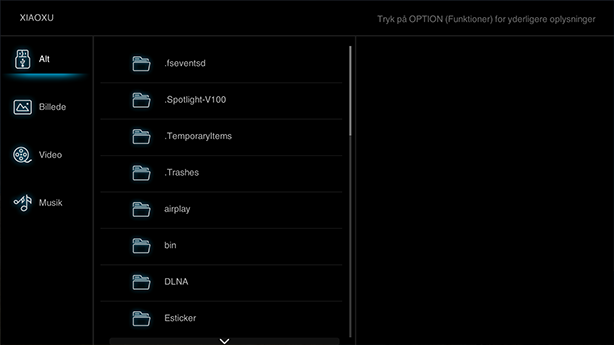 XIAOXU
Tryk på OPTION (Funktioner) for yderligere oplysninger
Alt
Billede
Video
Musik
.fseventsd
.Spotlight-V100
.TemporaryItems
.Trashes
airplay
bin
DLNA
Esticker